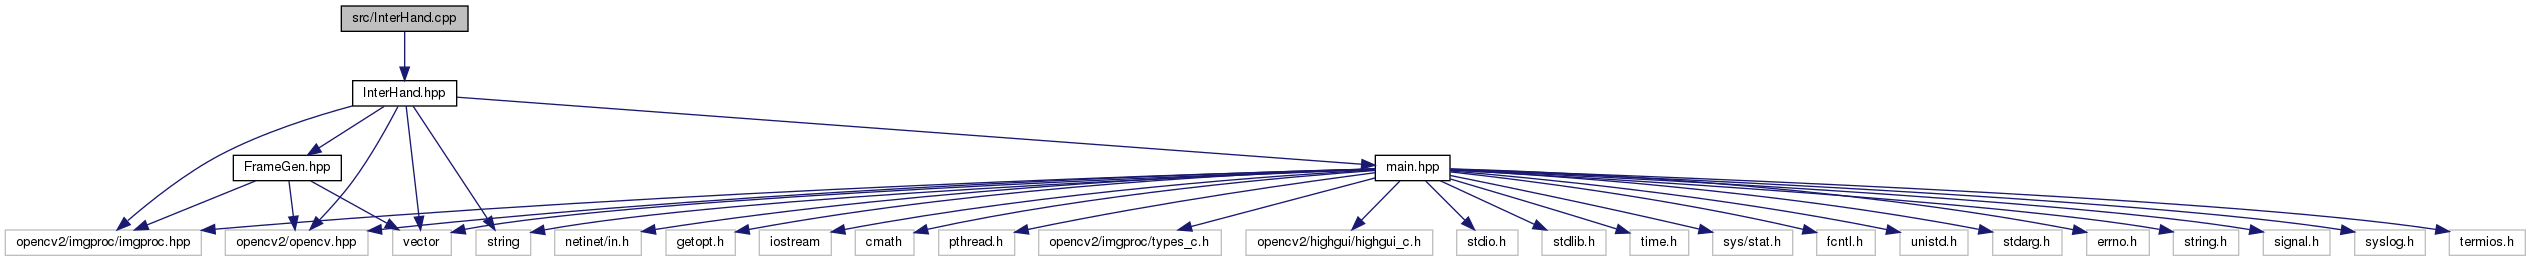 src/InterHand.cpp
InterHand.hpp
FrameGen.hpp
main.hpp
opencv2/imgproc/imgproc.hpp
opencv2/opencv.hpp
vector
string
netinet/in.h
getopt.h
iostream
cmath
pthread.h
opencv2/imgproc/types_c.h
opencv2/highgui/highgui_c.h
stdio.h
stdlib.h
time.h
sys/stat.h
fcntl.h
unistd.h
stdarg.h
errno.h
string.h
signal.h
syslog.h
termios.h